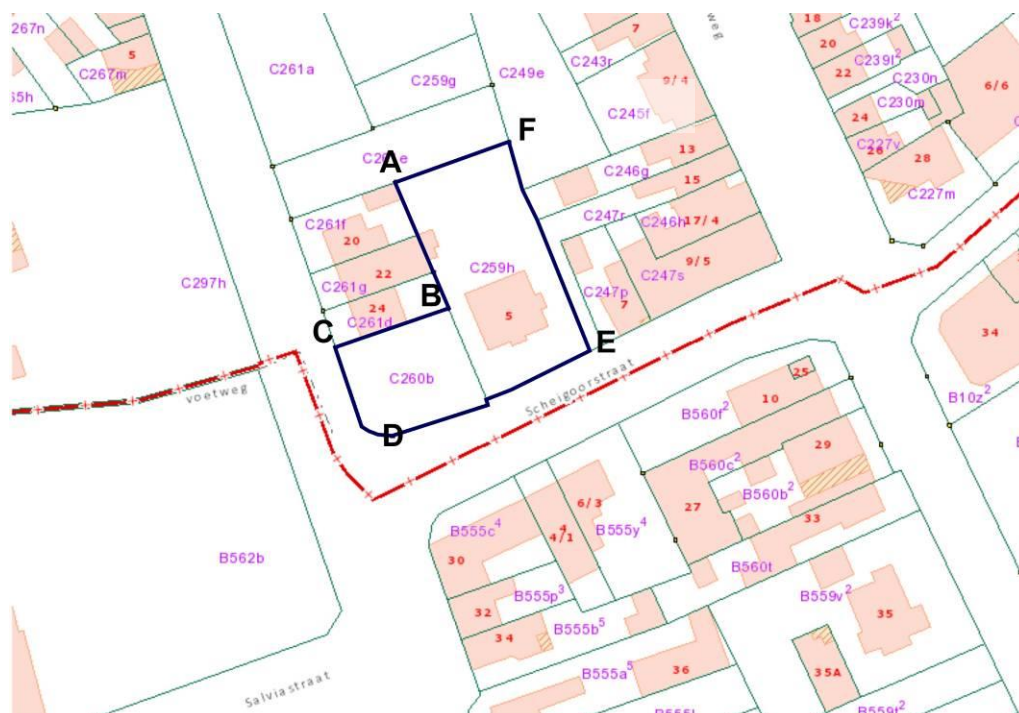 267n
5
C267m
65h
C261a
C259g
C249e
C243r
7
9/4
C245f
weg
18
C239k²
20
C239l²
22
C230n
6/6
24
C230m
26
C227v
28
C227m
F
A
13
C246g
15
C247r
C246h
17/4
C261f
20
22
C261g
24
C261d
B
C259h
5
C247s
9/5
C247p
7
C297h
C
E
C260b
D
voetweg
Scheigoorstraat
34
B10z²
25
10
B560f²
29
B560c²
B560b²
27
33
B560t
6/3
4
4/1
B555y⁴
B555c⁴
30
B562b
B555p³
32
B555b⁵
34
B559v²
35
35A
B555a⁵
36
Salviastraat
B559t²